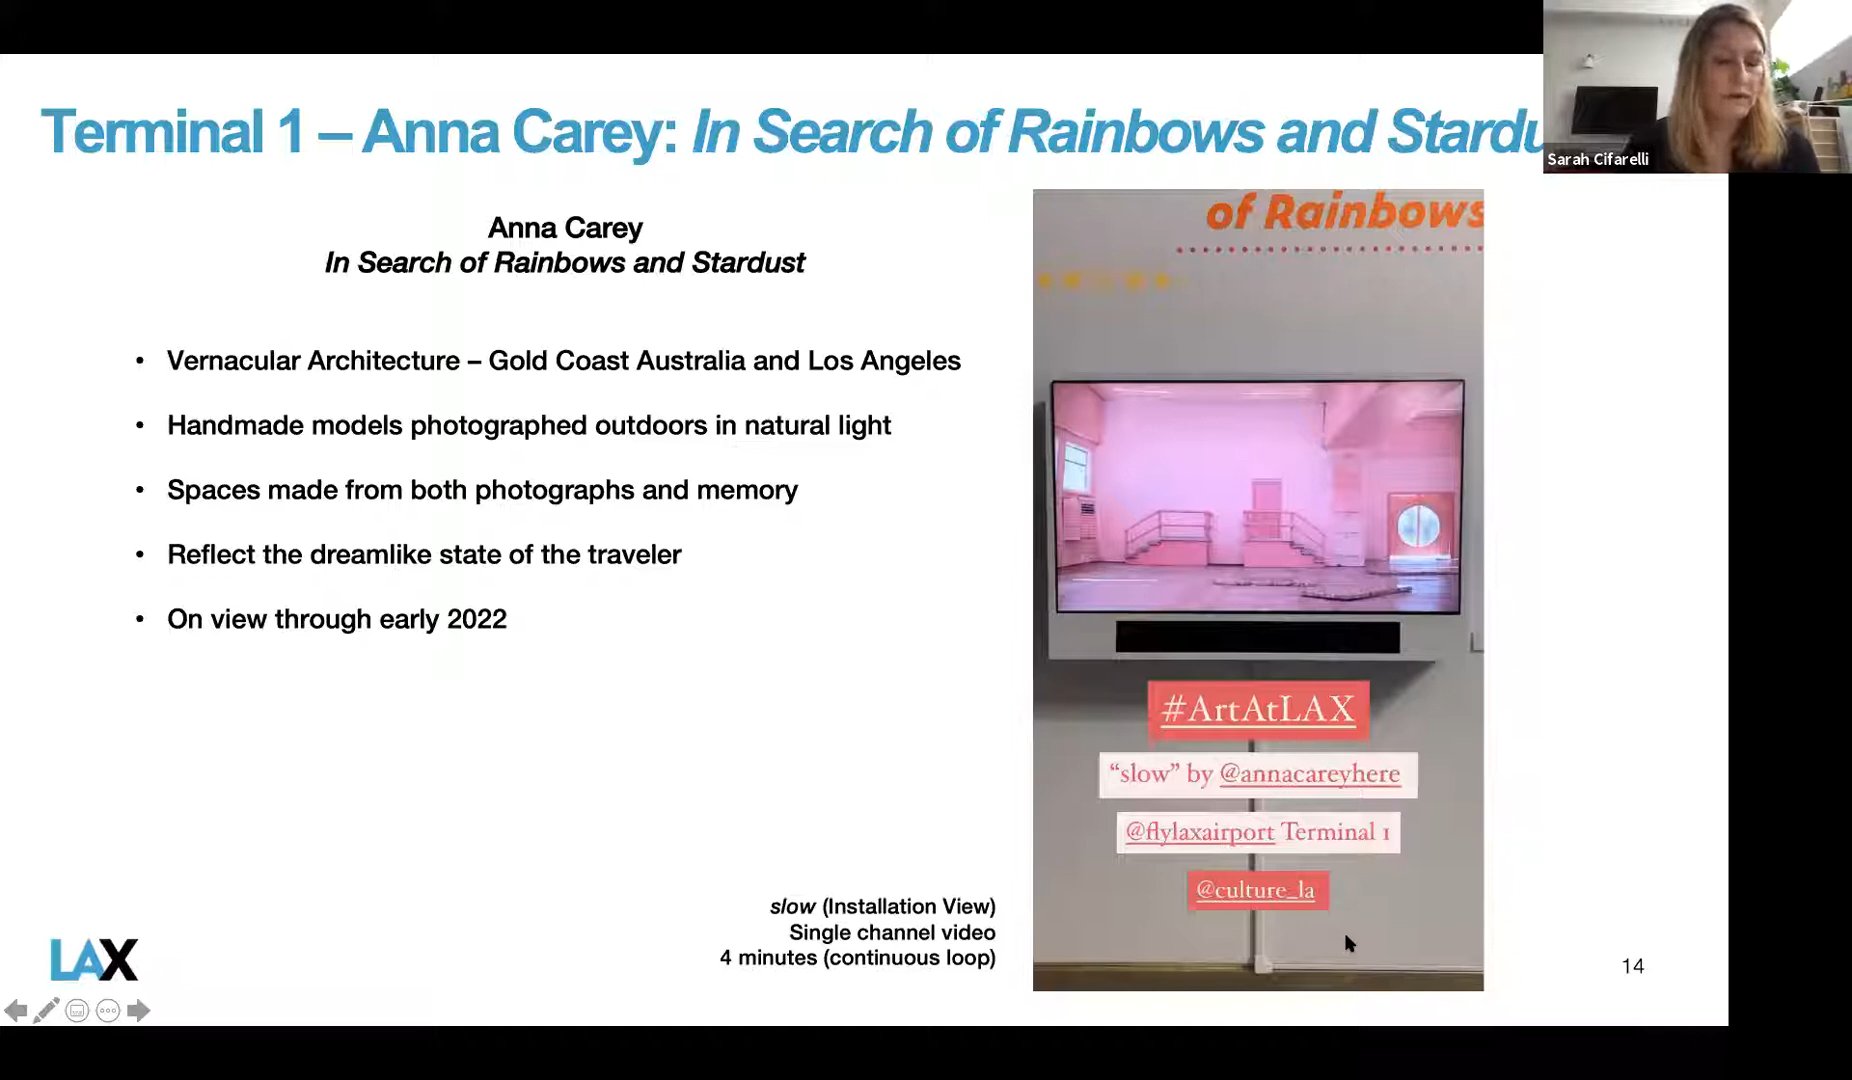 Terminal 1 – Anna Carey: In Search of Rainbows and Stardu
Sarah Cifarelli
Anna Carey
In Search of Rainbows and Stardust
• Vernacular Architecture – Gold Coast Australia and Los Angeles
• Handmade models photographed outdoors in natural light
• Spaces made from both photographs and memory
• Reflect the dreamlike state of the traveler
• On view through early 2022
of Rainbows
#ArtAtLAX
“slow” by @annacareyhere
@flylaxairport Terminal 1
@culture_la
slow (Installation View)
Single channel video
4 minutes (continuous loop)
LAX
14